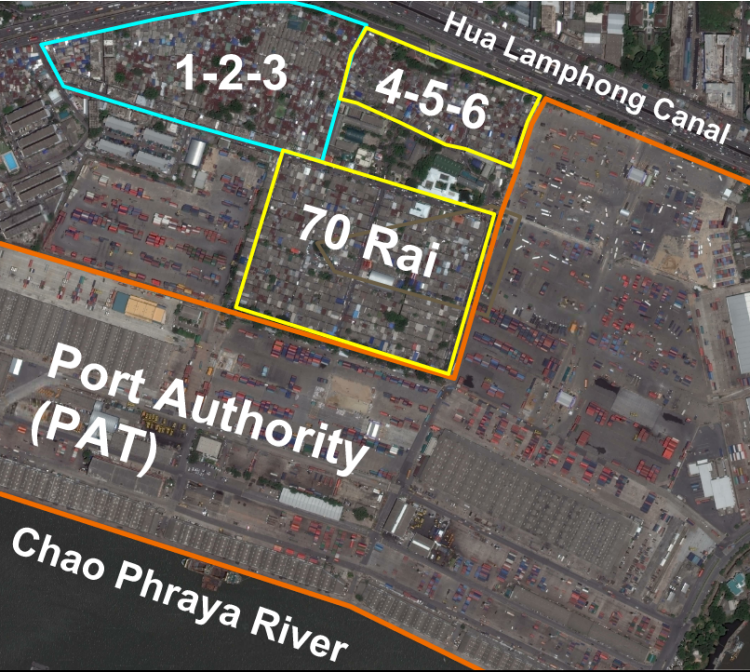 Hua Lamphong Canal
1-2-3
4-5-6
70 Rai
Port Authority
(PAT)
Chao Phraya River